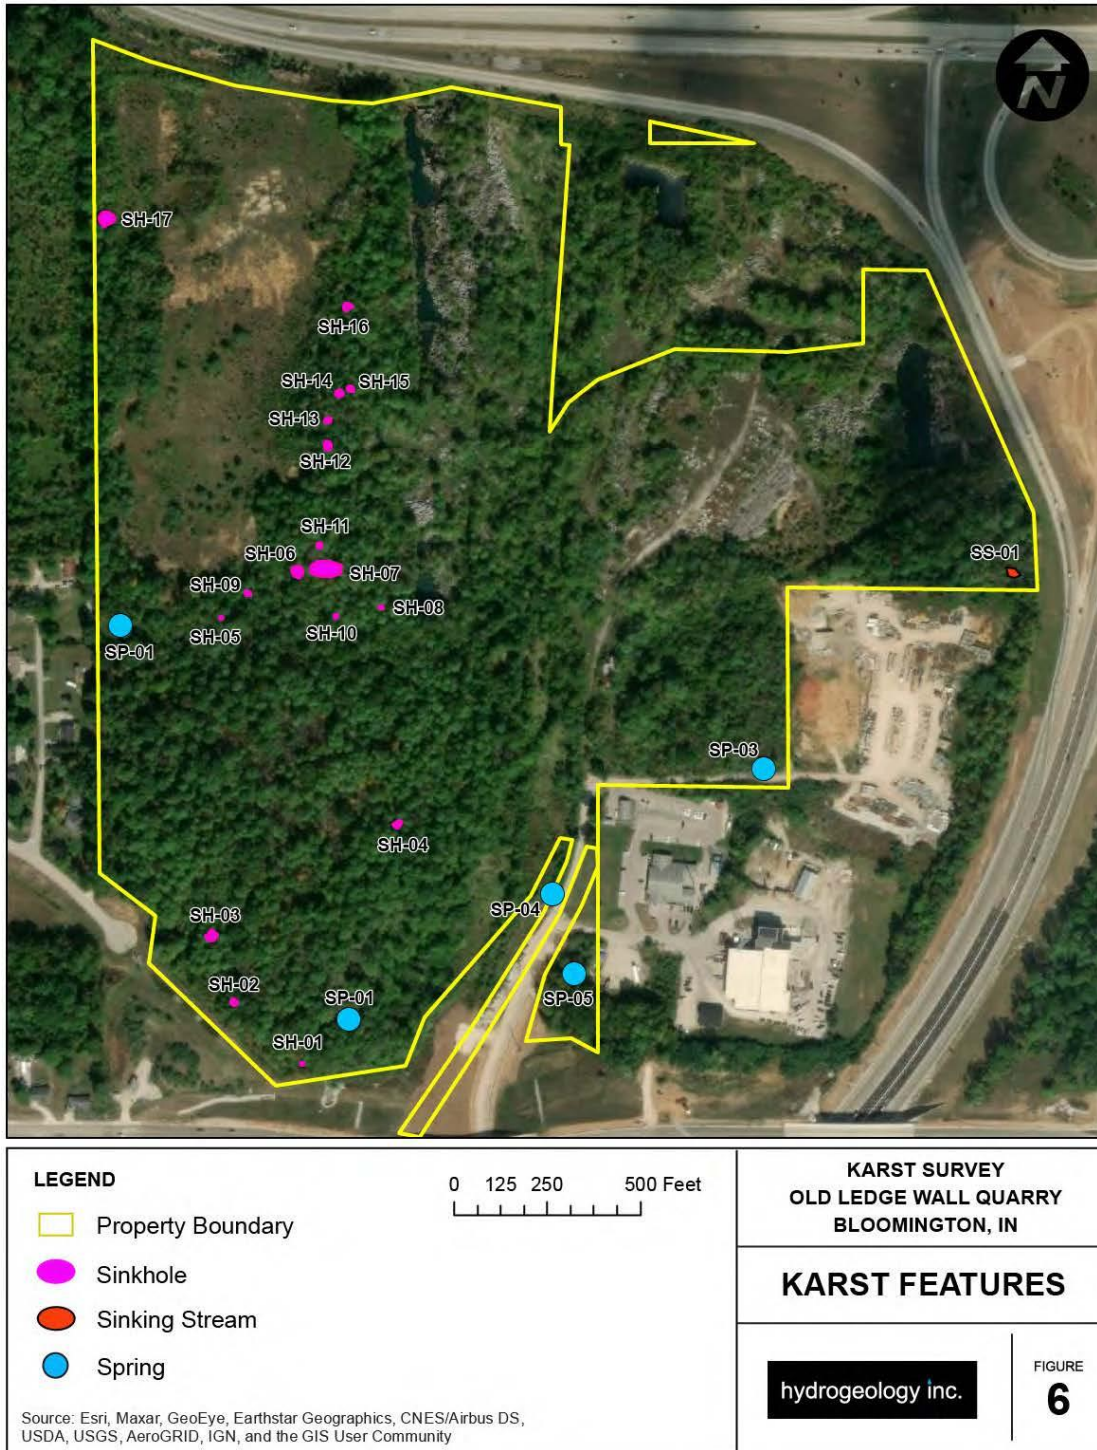 N
SH-17
SH-16
SH-14
SH-15
SH-13
SH-12
SH-11
SH-06
SH-07
SS-01
SH-09
SH-08
SH-05
SH-10
SP-01
SP-03
SH-04
SP-04
SH-03
SH-02
SP-01
SP-05
SH-01
LEGEND
Property Boundary
Sinkhole
Sinking Stream
Spring
0 125 250 500 Feet
Source: Esri, Maxar, GeoEye, Earthstar Geographics, CNES/Airbus DS,
USDA, USGS, AeroGRID, IGN, and the GIS User Community
KARST SURVEY
OLD LEDGE WALL QUARRY
BLOOMINGTON, IN
KARST FEATURES
hydrogeology inc.
FIGURE
6